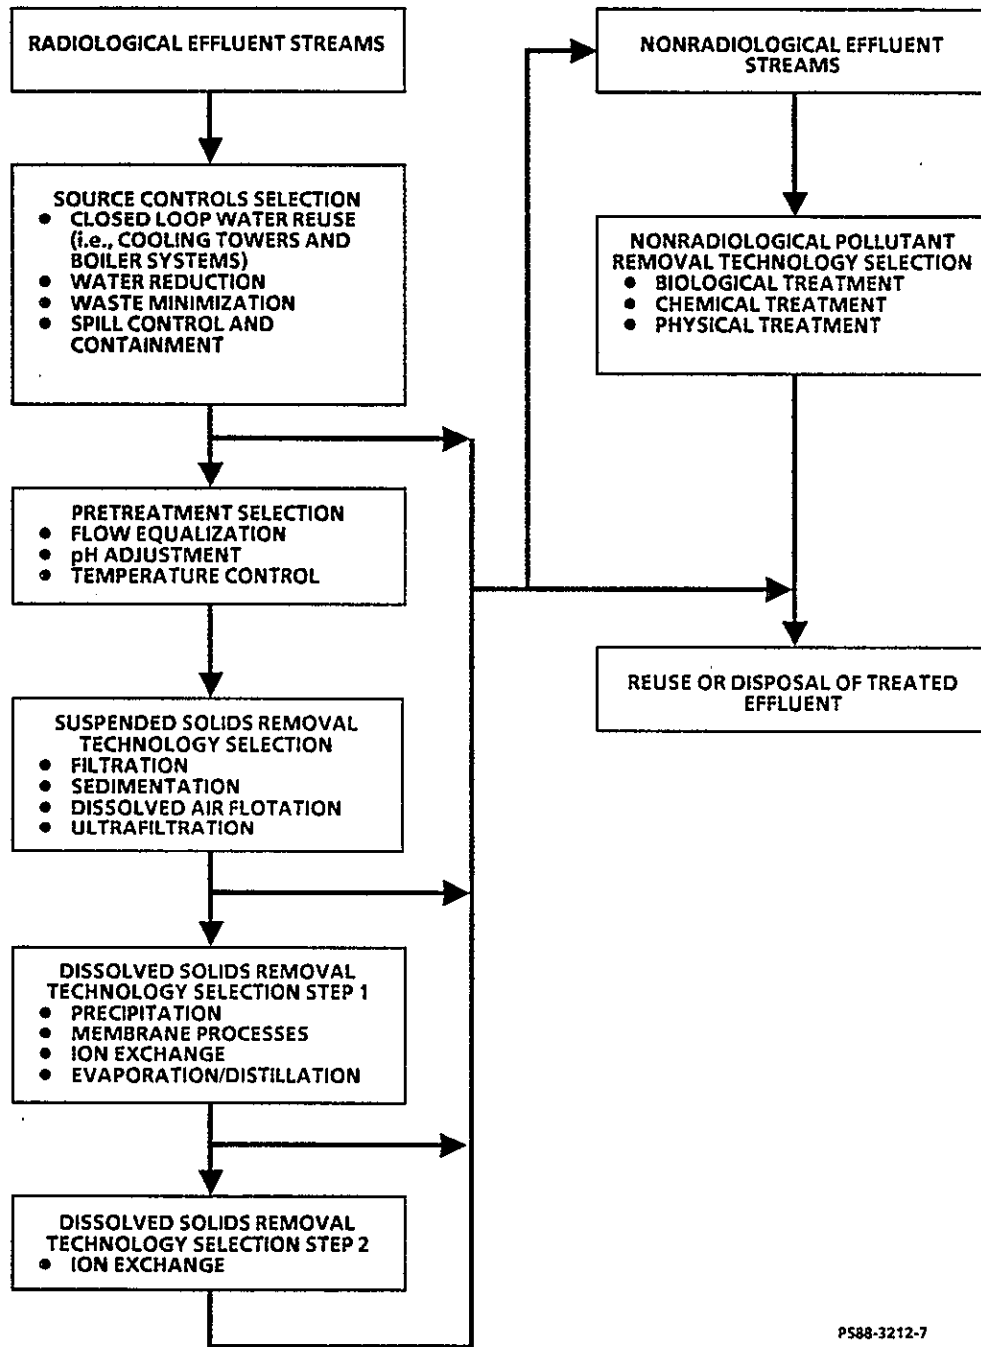 RADIOLOGICAL EFFLUENT STREAMS
SOURCE CONTROLS SELECTION
● CLOSED LOOP WATER REUSE
(i.e., COOLING TOWERS AND
BOILER SYSTEMS)
● WATER REDUCTION
● WASTE MINIMIZATION
● SPILL CONTROL AND
CONTAINMENT
PRETREATMENT SELECTION
● FLOW EQUALIZATION
● pH ADJUSTMENT
● TEMPERATURE CONTROL
SUSPENDED SOLIDS REMOVAL
TECHNOLOGY SELECTION
● FILTRATION
● SEDIMENTATION
● DISSOLVED AIR FLOTATION
● ULTRAFILTRATION
DISSOLVED SOLIDS REMOVAL
TECHNOLOGY SELECTION STEP 1
● PRECIPITATION
● MEMBRANE PROCESSES
● ION EXCHANGE
● EVAPORATION/DISTILLATION
DISSOLVED SOLIDS REMOVAL
TECHNOLOGY SELECTION STEP 2
● ION EXCHANGE
NONRADIOLOGICAL EFFLUENT
STREAMS
NONRADIOLOGICAL POLLUTANT
REMOVAL TECHNOLOGY SELECTION
● BIOLOGICAL TREATMENT
● CHEMICAL TREATMENT
● PHYSICAL TREATMENT
REUSE OR DISPOSAL OF TREATED
EFFLUENT
PS88-3212-7